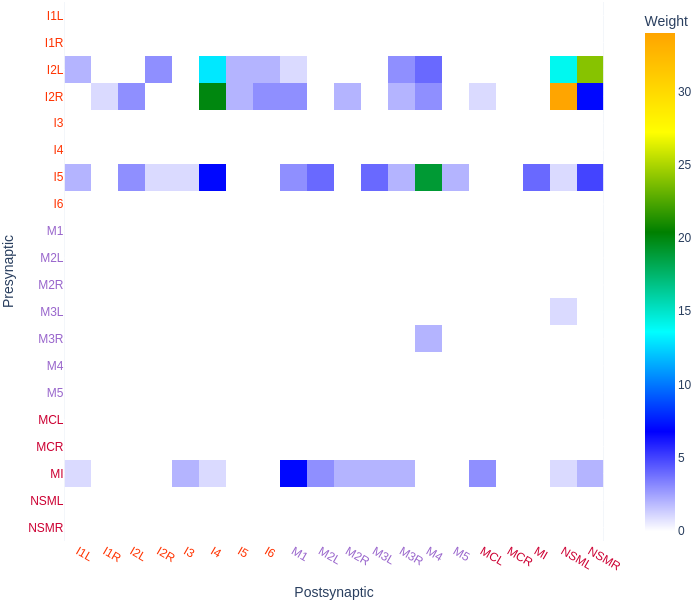 Weight
I1L
I1R
I2L
I2R
I3
I4
I5
I6
M1
M2L
M2R
M3L
M3R
M4
M5
MCL
MCR
MI
NSML
NSMR
Presynaptic
I1L I1R I2L I2R I3 I4 I5 I6 M1 M2L M2R M3L M3R M4 M5 MCL MCR MI NSML NSMR
Postsynaptic
30
25
20
15
10
5
0